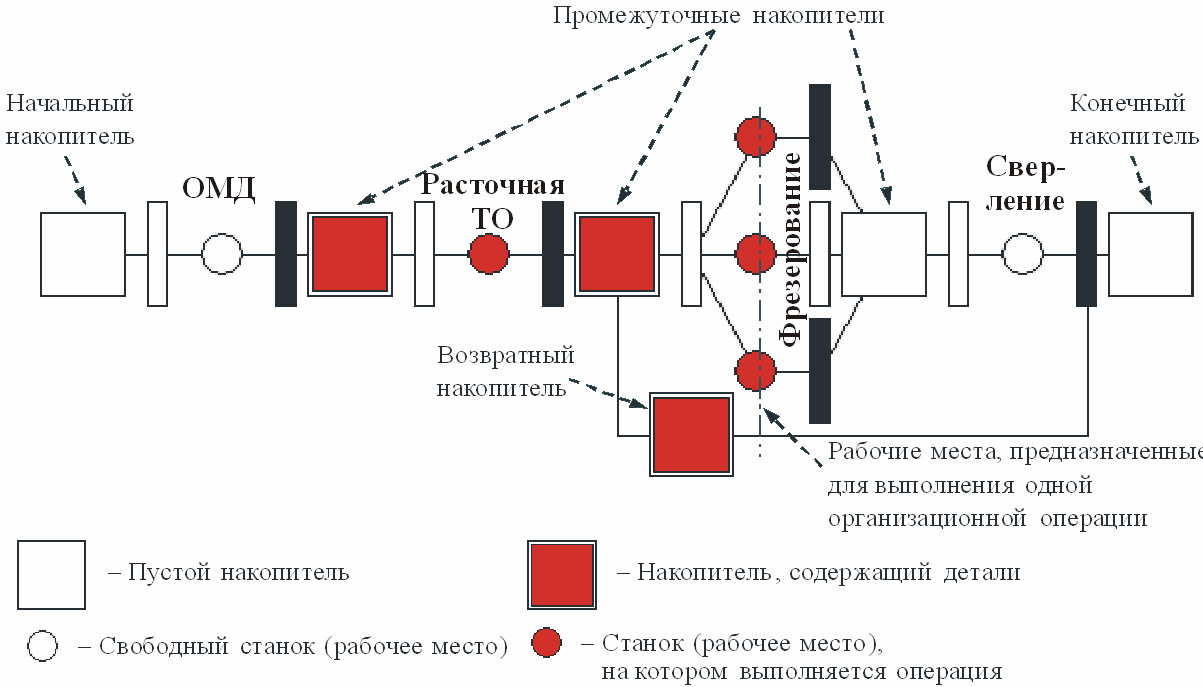 Промежуточные накопители
Начальный
накопитель
Конечный
накопитель
ОМД
Расточная
ТО
Фрезерование
Свер-
ление
Возвратный
накопитель
Рабочие места, предназначенные
для выполнения одной
организационной операции
– Пустой накопитель
– Накопитель, содержащий детали
– Свободный станок (рабочее место)
– Станок (рабочее место),
на котором выполняется операция